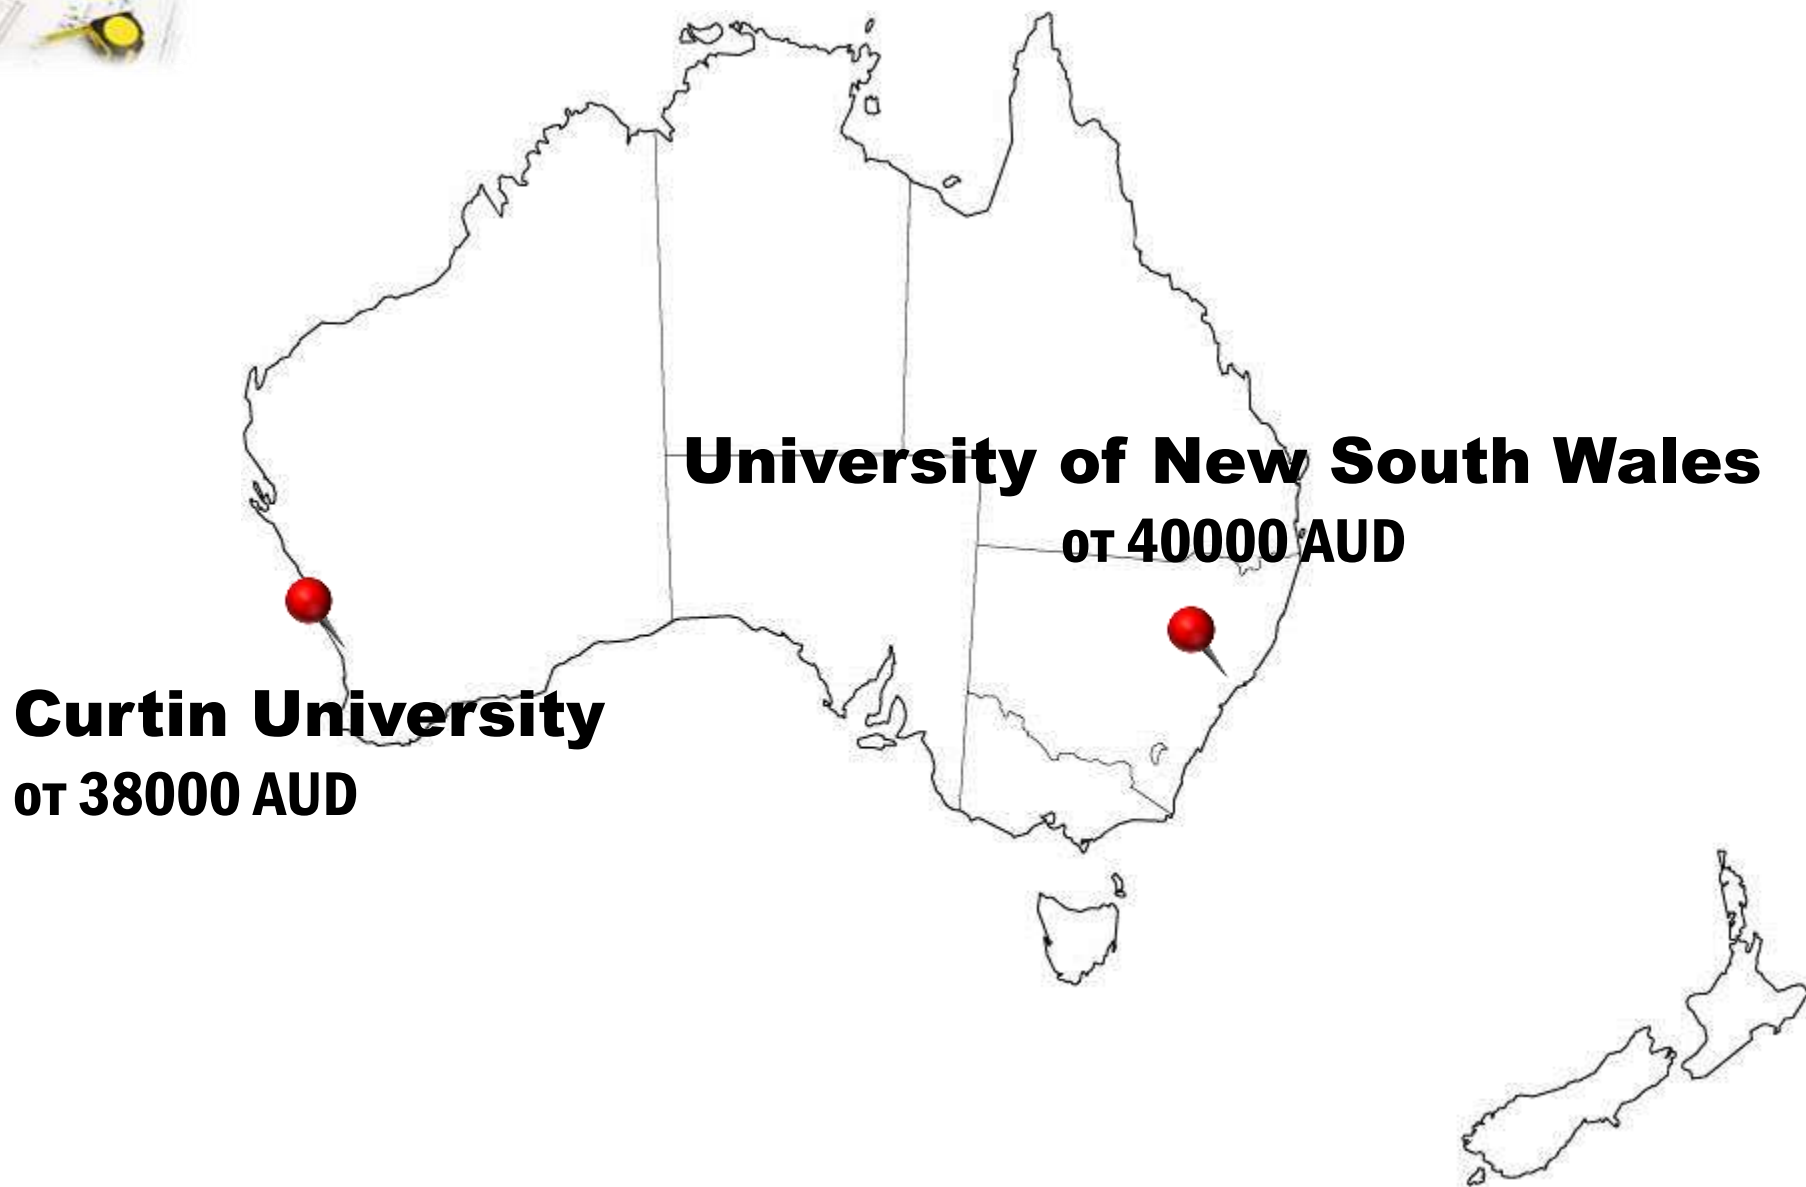 University of New South Wales
от 40000 AUD
Curtin University
от 38000 AUD